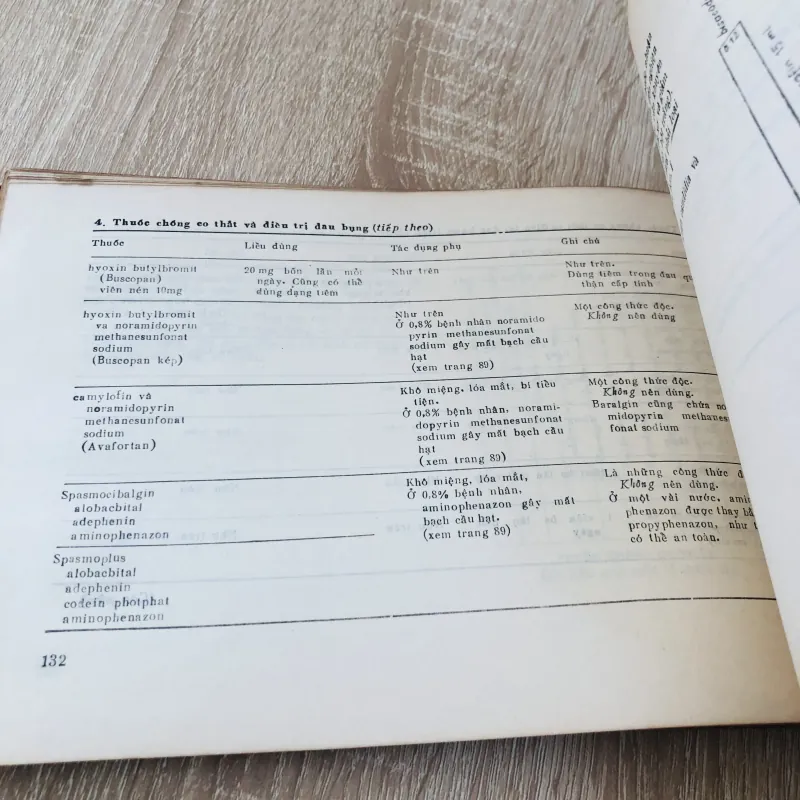 4. Thuốc chống co thắt và điều trị đau bụng (tiếp theo)
Thuốc Liều dùng Tác dụng phụ Ghi chú
hyoxin butylbromit
(Buscopan)
viên nén 10mg
20 mg bốn lần mỗi
ngày. Cũng có thể
dùng dạng tiêm
Như trên
Như trên.
Dùng tiêm trong đau
thận cấp tính
hyoxin butylbromit
và noramidopyrin
methanesunfonat
sodium
(Buscopan kép)
Như trên
Ở 0,8% bệnh nhân noramido
pyrin methanesunfonat
sodium gây mất bạch cầu
hạt
(xem trang 89)
Một công thức độc.
Không nên dùng
camylofin và
noramidopyrin
methanesunfonat
sodium
(Avafortan)
Khô miệng, lóa mắt, bí tiểu
tiện.
Ở 0,8% bệnh nhân, norami-
dopyrin methanesunfonat
sodium gây mất bạch cầu
hạt
(xem trang 89)
Một công thức độc.
Không nên dùng.
Baralgin cũng chứa no
midopyrin methanes
fonat sodium
Spasmocibalgin
alobacbital
adephenin
aminophenazon
Khô miệng, lóa mắt,
Ở 0,8% bệnh nhân,
aminophenazon gây mất
bạch cầu hạt.
(xem trang 89)
Là những công thức
Không nên dùng.
Ở một vài nước, ami
phenazon được thay
propyphenazon, như
có thể an toàn.
Spasmoplus
alobacbital
adephenin
codein photphat
aminophenazon
132
15 ml